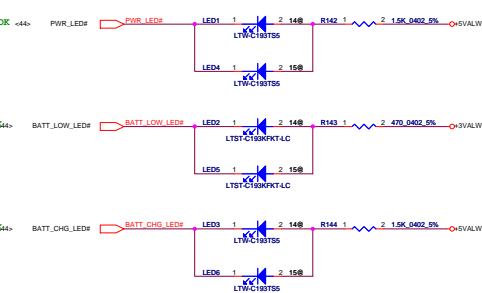 OK <44> PWR_LED# PWR_LED# LED1 1 2 14@ R142 1 2 1.5K_0402_5% +5VALW
LTW-C193TS5
LED4 1 2 15@
LTW-C193TS5
44> BATT_LOW_LED# BATT_LOW_LED# LED2 1 2 14@ R143 1 2 470_0402_5% +3VALW
LTST-C193KFKT-LC
LED5 1 2 15@
LTST-C193KFKT-LC
44> BATT_CHG_LED# BATT_CHG_LED# LED3 1 2 14@ R144 1 2 1.5K_0402_5% +5VALW
LTW-C193TS5
LED6 1 2 15@
LTW-C193TS5